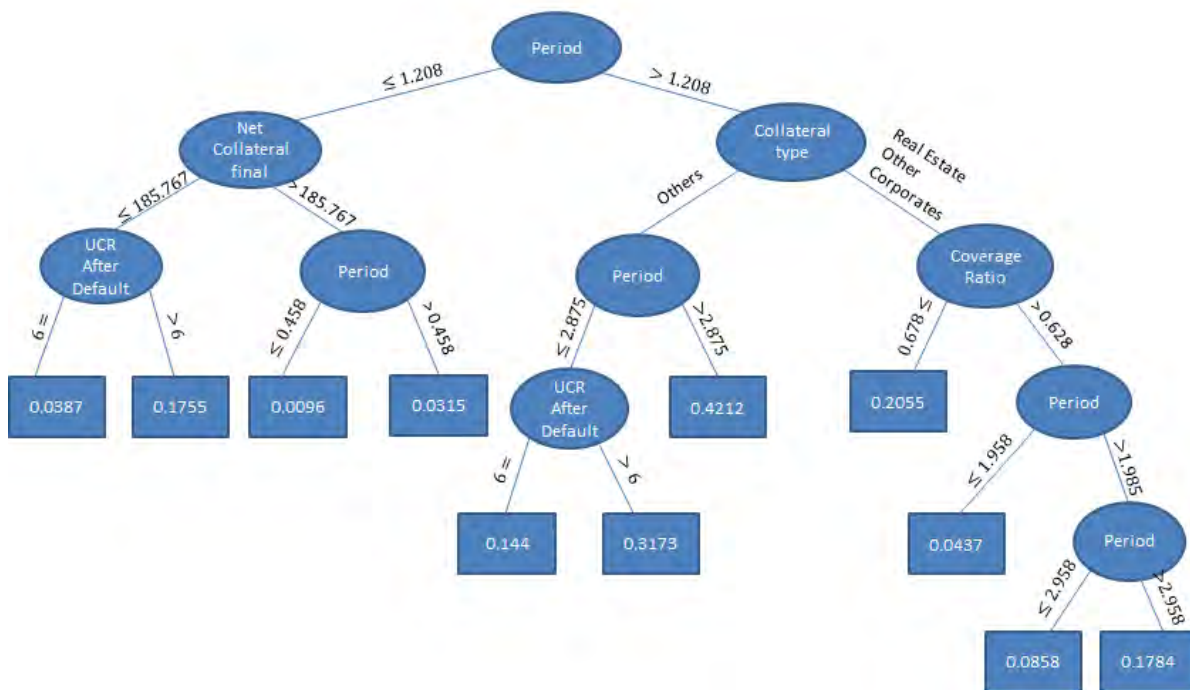 Period
≤ 1.208
> 1.208
Net
Collateral
final
Collateral
type
Real Estate
Other
Corporates
Others
≤ 185.767
> 185.767
UCR
After
Default
Period
Period
Coverage
Ratio
6 =
> 6
≤ 0.458
>0.458
≤ 2.875
>2.875
0.678 ≤
>0.628
0.0387
0.1755
0.0096
0.0315
UCR
After
Default
0.4212
0.2055
Period
6 =
> 6
≤ 1.958
>1.985
0.144
0.3173
0.0437
Period
≤ 2.958
>2.958
0.0858
0.1784